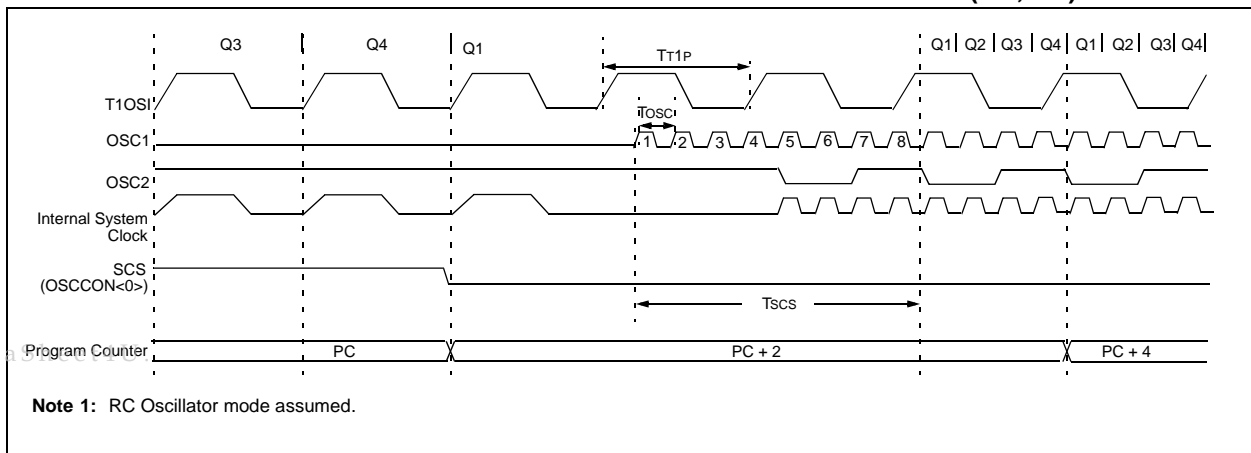 Q3 Q4 Q1 Q1 Q2 Q3 Q4 Q1 Q2 Q3 Q4
TT1P
T1OSI
TOSC
OSC1
1 2 3 4 5 6 7 8
OSC2
Internal System
Clock
SCS
(OSCCON<0>)
TSCS
Program Counter PC PC + 2 PC + 4
Note 1: RC Oscillator mode assumed.